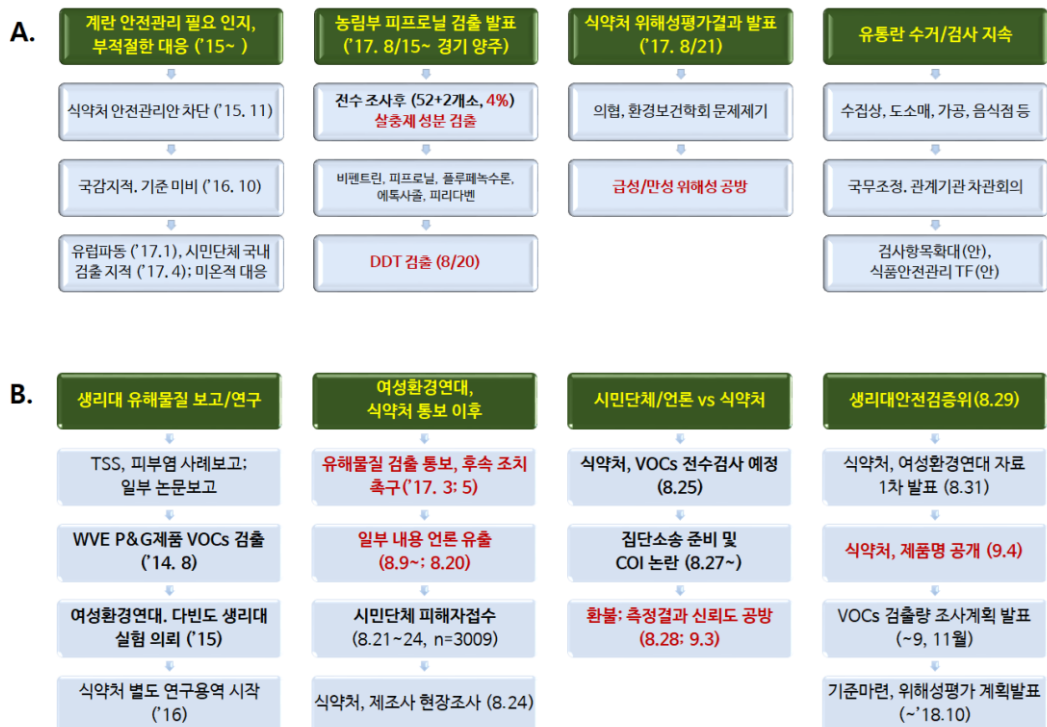 A.
계란 안전관리 필요 인지,
부적절한 대응 ('15~ )
식약처 안전관리안 차단 ('15. 11)
국감지적. 기준 미비 ('16. 10)
유럽파동 ('17.1), 시민단체 국내
검출 지적 ('17. 4); 미온적 대응
농림부 피프로닐 검출 발표
('17. 8/15~ 경기 양주)
전수 조사후 (52+2개소, 4%)
살충제 성분 검출
비펜트린, 피프로닐, 플루페녹수론,
에톡사졸, 피리다벤
DDT 검출 (8/20)
식약처 위해성평가결과 발표
('17. 8/21)
의협, 환경보건학회 문제제기
급성/만성 위해성 공방
유통란 수거/검사 지속
수집상, 도소매, 가공, 음식점 등
국무조정. 관계기관 차관회의
검사항목확대(안),
식품안전관리 TF(안)
B.
생리대 유해물질 보고/연구
TSS, 피부염 사례보고;
일부 논문보고
WVE P&G제품 VOCs 검출
('14. 8)
여성환경연대. 다빈도 생리대
실험 의뢰 ('15)
식약처 별도 연구용역 시작
('16)
여성환경연대,
식약처 통보 이후
유해물질 검출 통보, 후속 조치
촉구('17. 3; 5)
일부 내용 언론 유출
(8.9~; 8.20)
시민단체 피해자접수
(8.21~24, n=3009)
식약처, 제조사 현장조사 (8.24)
시민단체/언론 vs 식약처
식약처, VOCs 전수검사 예정
(8.25)
집단소송 준비 및
COI 논란 (8.27~)
환불; 측정결과 신뢰도 공방
(8.28; 9.3)
생리대안전검증위(8.29)
식약처, 여성환경연대 자료
1차 발표 (8.31)
식약처, 제품명 공개 (9.4)
VOCs 검출량 조사계획 발표
(~9, 11월)
기준마련, 위해성평가 계획발표
(~'18.10)